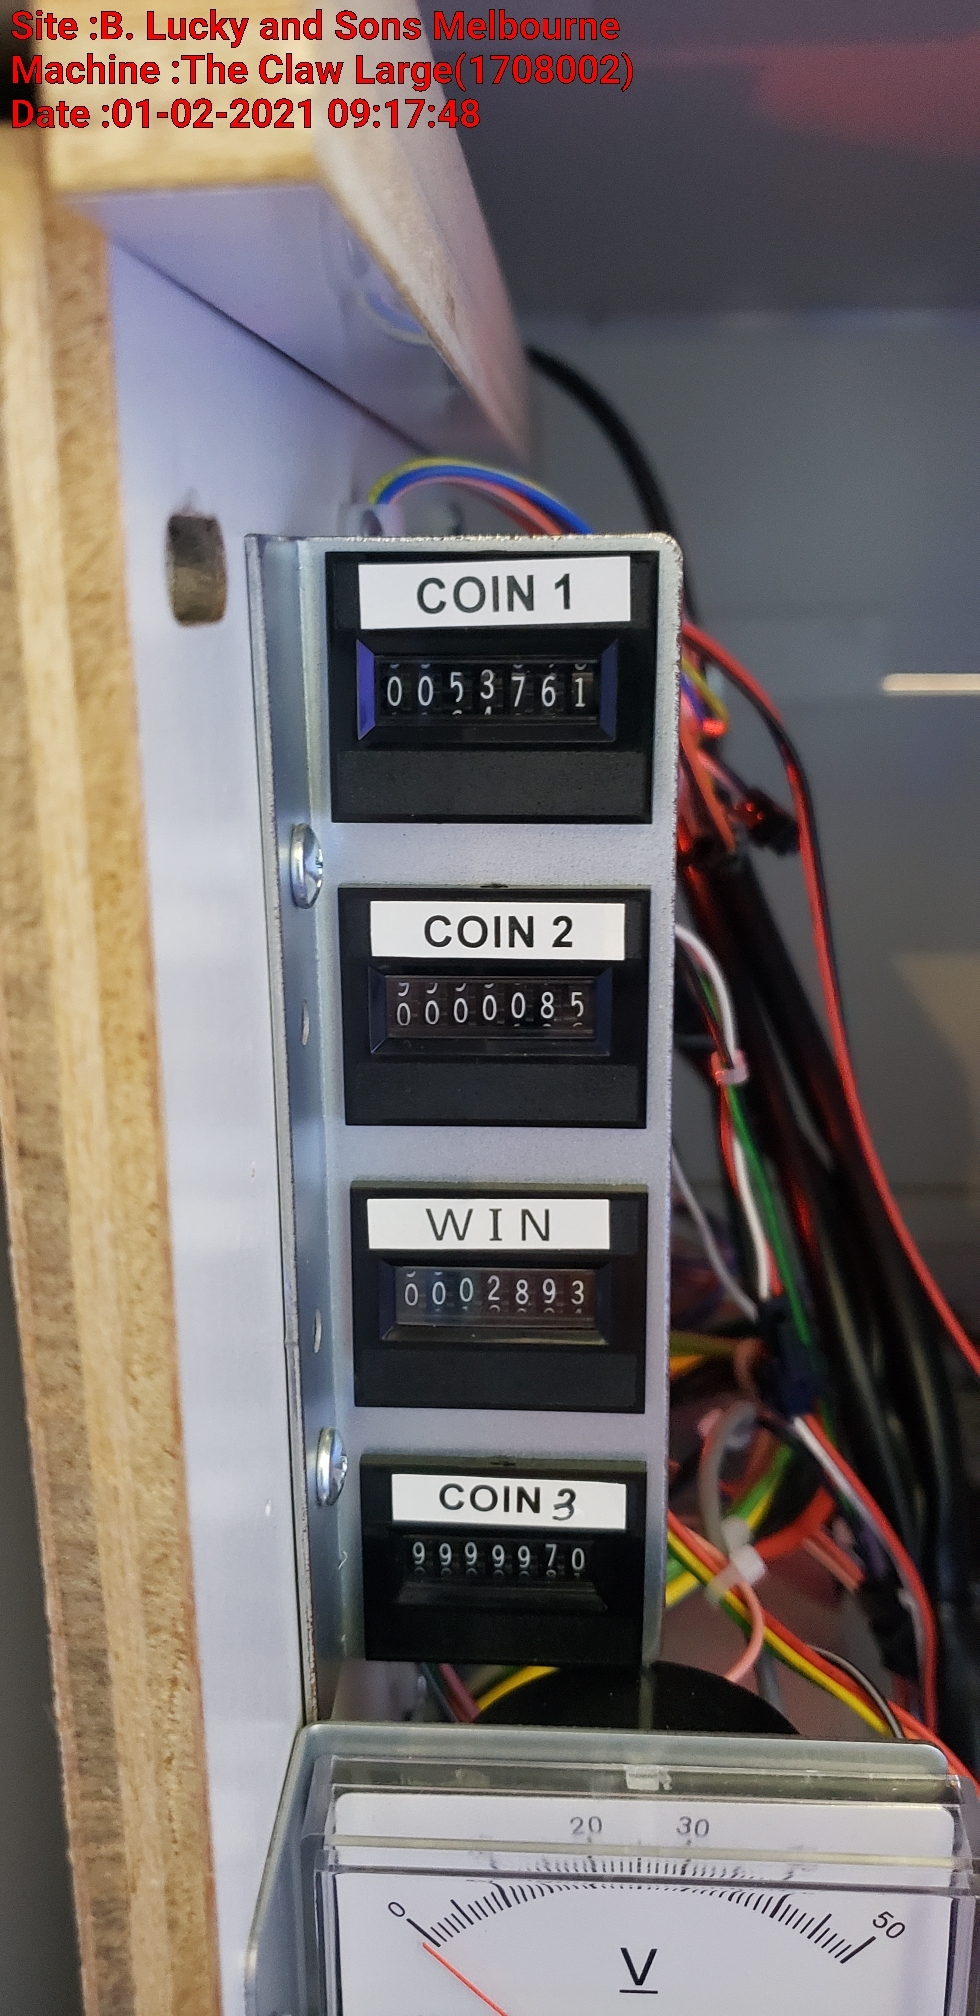 Site :B. Lucky and Sons Melbourne
Machine :The Claw Large(1708002)
Date :01-02-2021 09:17:48
COIN 1
0053761
COIN 2
0000085
WIN
0002893
COIN 3
9999970
20 30
0 50
V